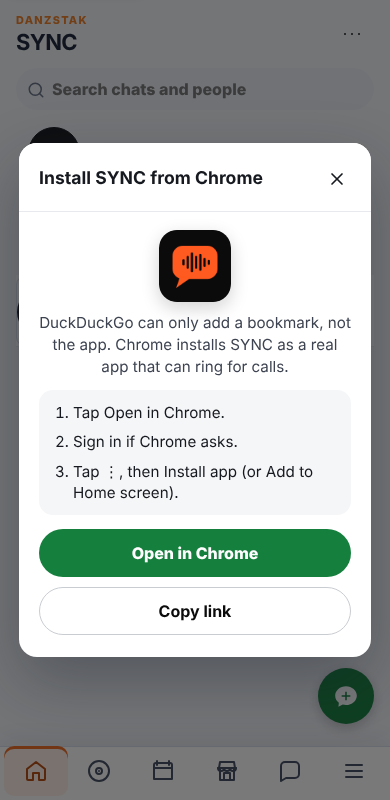 DANZSTAK
SYNC
Search chats and people
Install SYNC from Chrome
DuckDuckGo can only add a bookmark, not
the app. Chrome installs SYNC as a real
app that can ring for calls.
1. Tap Open in Chrome.
2. Sign in if Chrome asks.
3. Tap ⋮, then Install app (or Add to
Home screen).
Open in Chrome
Copy link